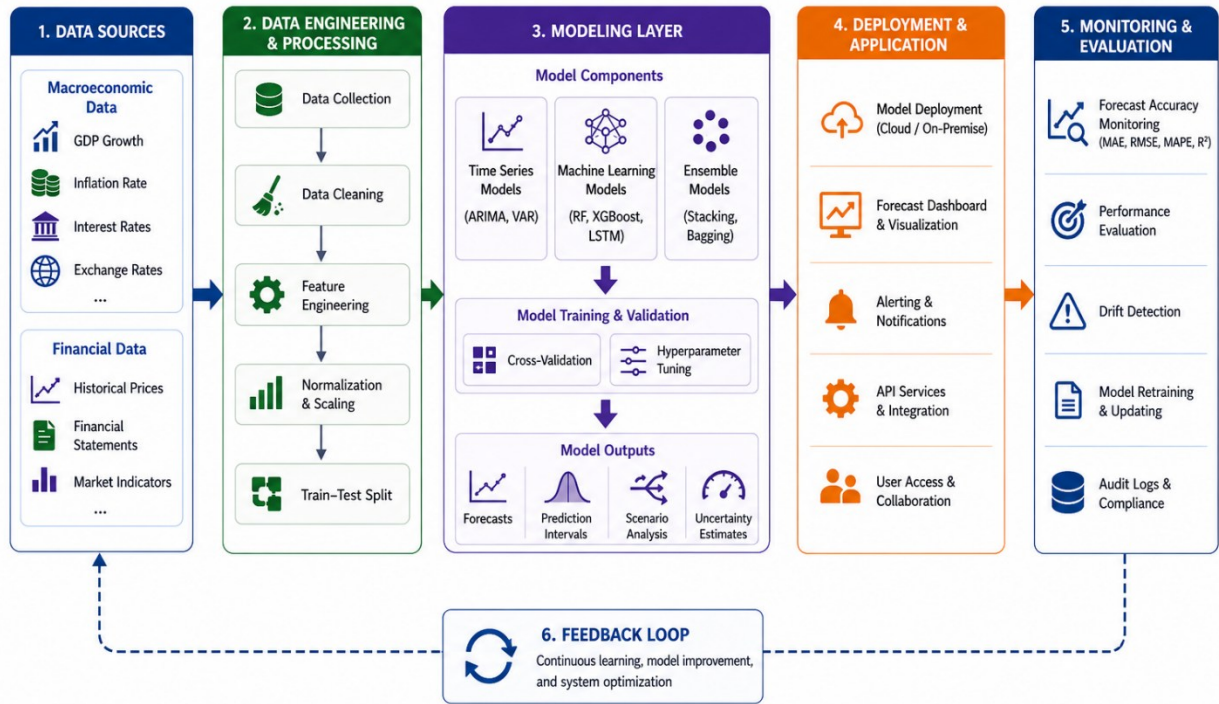 1. DATA SOURCES
Macroeconomic
Data
GDP Growth
Inflation Rate
Interest Rates
Exchange Rates
...
Financial Data
Historical Prices
Financial
Statements
Market Indicators
...
2. DATA ENGINEERING
& PROCESSING
Data Collection
Data Cleaning
Feature
Engineering
Normalization
& Scaling
Train–Test Split
3. MODELING LAYER
Model Components
Time Series
Models
(ARIMA, VAR)
Machine Learning
Models
(RF, XGBoost,
LSTM)
Ensemble
Models
(Stacking,
Bagging)
Model Training & Validation
Cross-Validation
Hyperparameter
Tuning
Model Outputs
Forecasts
Prediction
Intervals
Scenario
Analysis
Uncertainty
Estimates
4. DEPLOYMENT &
APPLICATION
Model Deployment
(Cloud / On-Premise)
Forecast Dashboard
& Visualization
Alerting &
Notifications
API Services
& Integration
User Access &
Collaboration
5. MONITORING &
EVALUATION
Forecast Accuracy
Monitoring
(MAE, RMSE, MAPE, R²)
Performance
Evaluation
Drift Detection
Model Retraining
& Updating
Audit Logs &
Compliance
6. FEEDBACK LOOP
Continuous learning, model improvement,
and system optimization